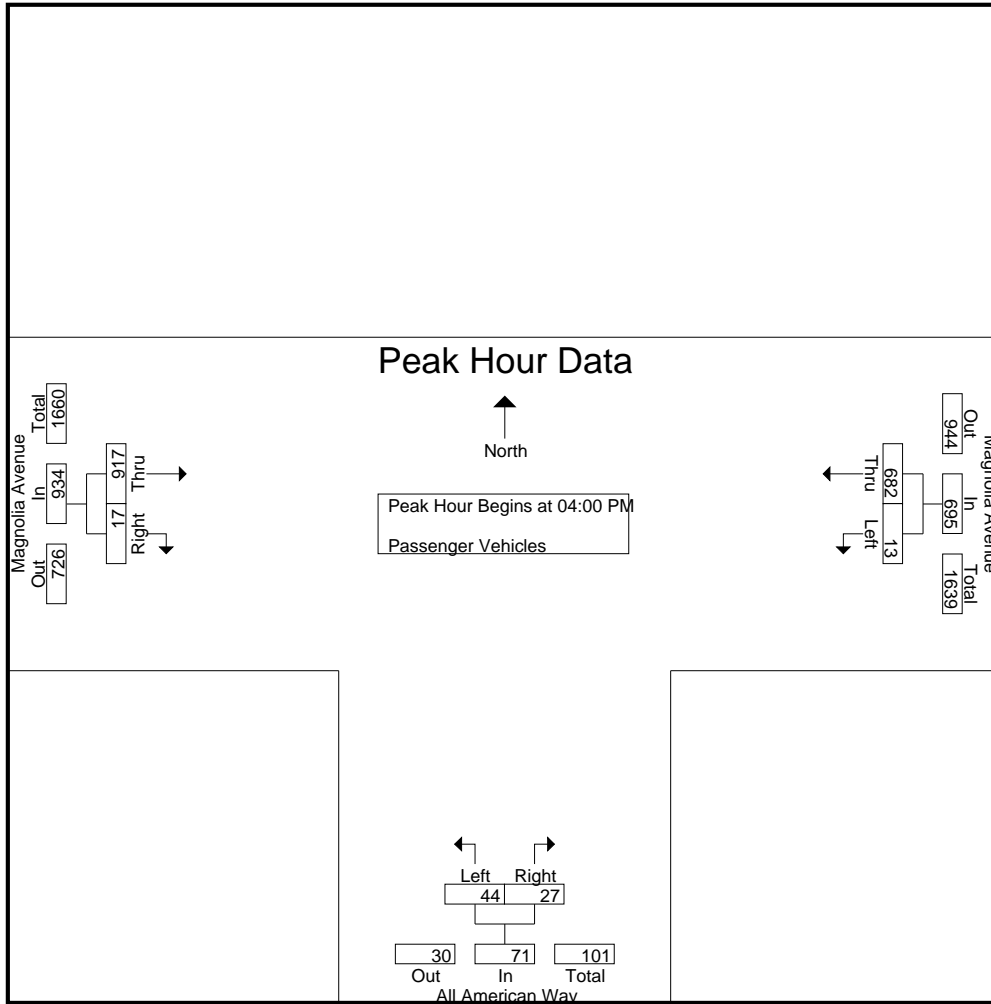 Peak Hour Data
North
Peak Hour Begins at 04:00 PM
Passenger Vehicles
Magnolia Avenue
Total
1660
In
934
Out
726
917
Thru
17
Right
Magnolia Avenue
Out
944
In
695
Total
1639
682
Thru
13
Left
Left Right
44 27
30 71 101
Out In Total
All American Way